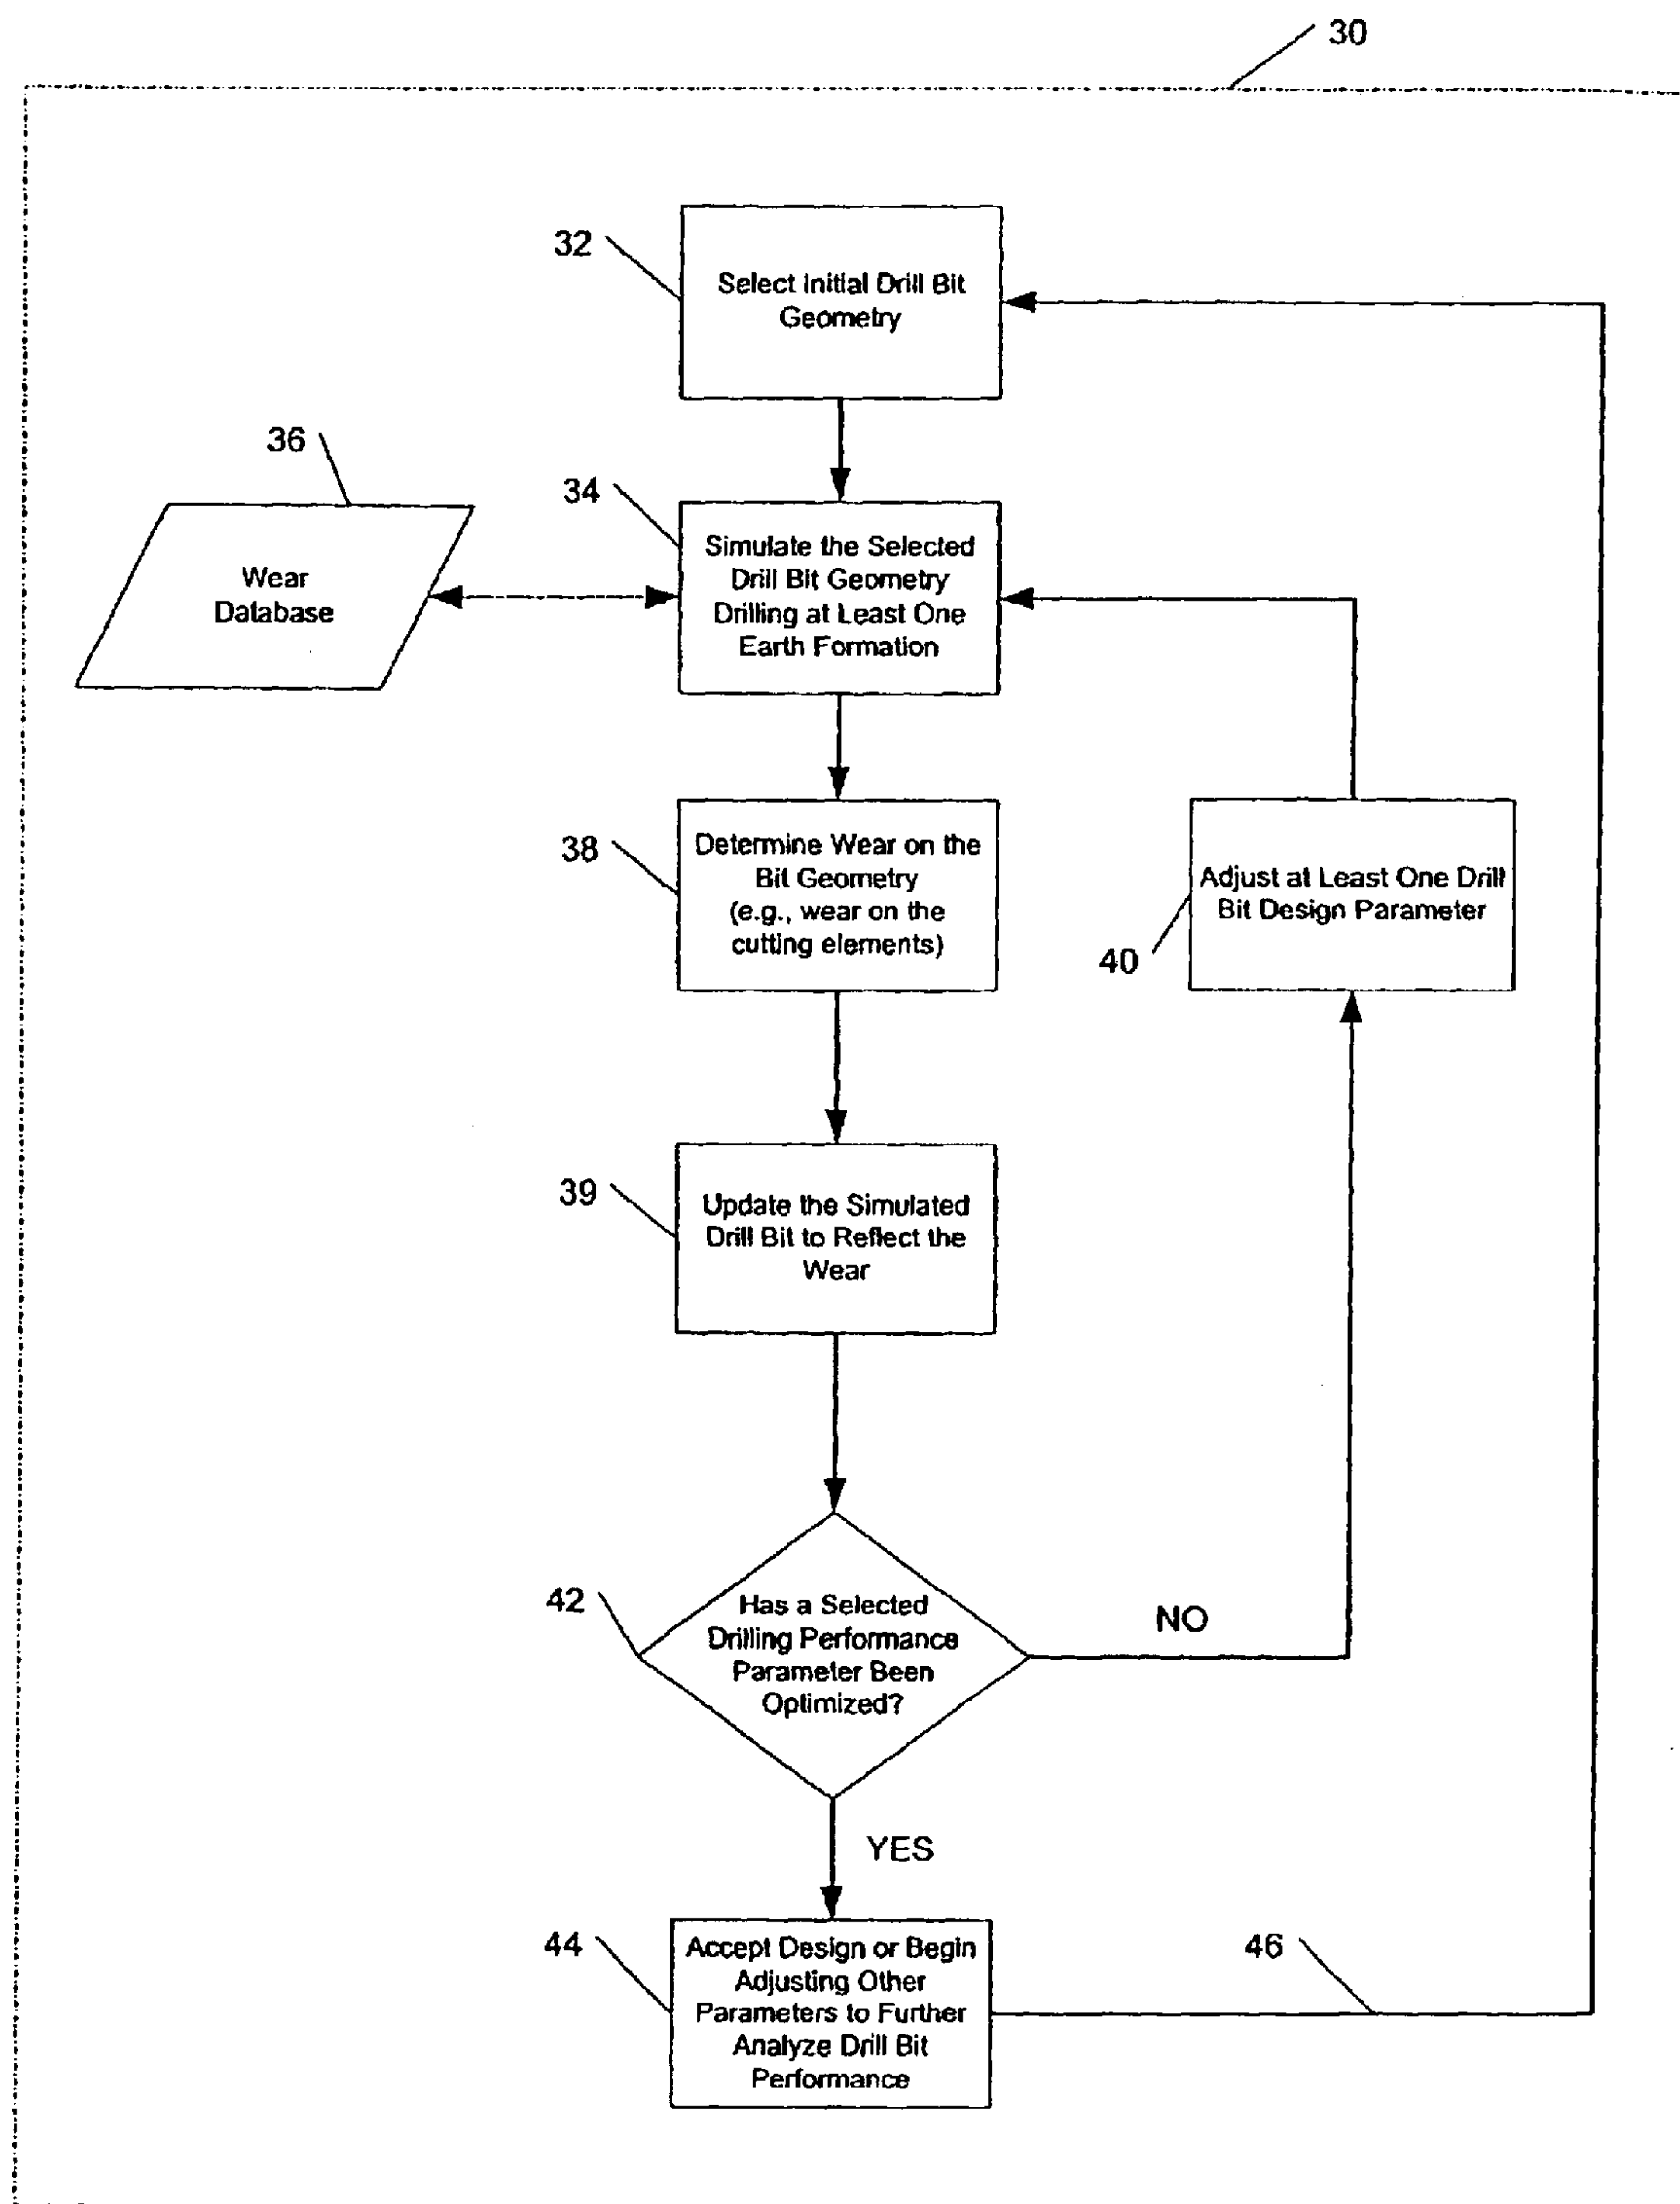 30
32
Select Initial Drill Bit
Geometry
36
34
Wear
Database
Simulate the Selected
Drill Bit Geometry
Drilling at Least One
Earth Formation
38
Determine Wear on the
Bit Geometry
(e.g., wear on the
cutting elements)
Adjust at Least One Drill
Bit Design Parameter
40
39
Update the Simulated
Drill Bit to Reflect the
Wear
42
Has a Selected
Drilling Performance
Parameter Been
Optimized?
NO
YES
44
Accept Design or Begin
Adjusting Other
Parameters to Further
Analyze Drill Bit
Performance
46